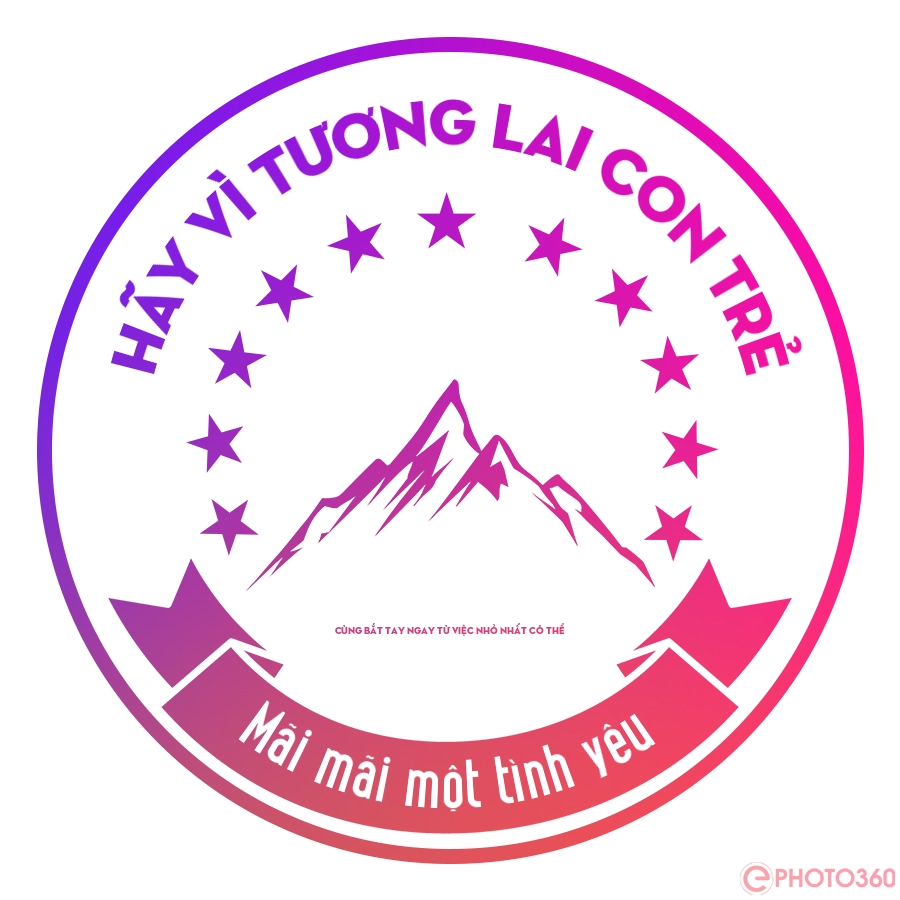 HÃY VÌ TƯƠNG LAI CON TRẺ
CÙNG BẮT TAY NGAY TỪ VIỆC NHỎ NHẤT CÓ THỂ
Mãi mãi một tình yêu
ePHOTO360